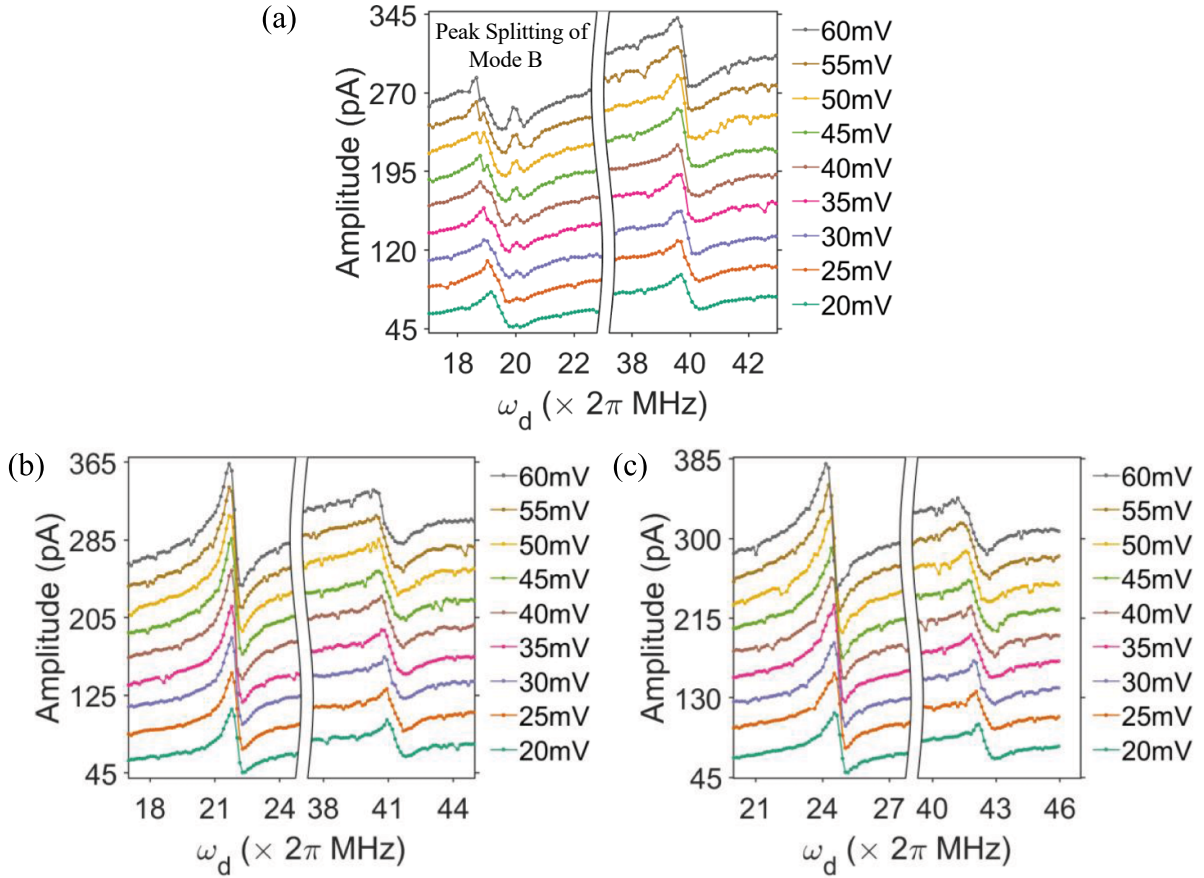 (a)
Peak Splitting of
Mode B
345
270
195
120
45
Amplitude (pA)
18 20 22 38 40 42
ω_d (× 2π MHz)
60mV
55mV
50mV
45mV
40mV
35mV
30mV
25mV
20mV
(b)
365
285
205
125
45
Amplitude (pA)
18 21 24 38 41 44
ω_d (× 2π MHz)
60mV
55mV
50mV
45mV
40mV
35mV
30mV
25mV
20mV
(c)
385
300
215
130
45
Amplitude (pA)
21 24 27 40 43 46
ω_d (× 2π MHz)
60mV
55mV
50mV
45mV
40mV
35mV
30mV
25mV
20mV